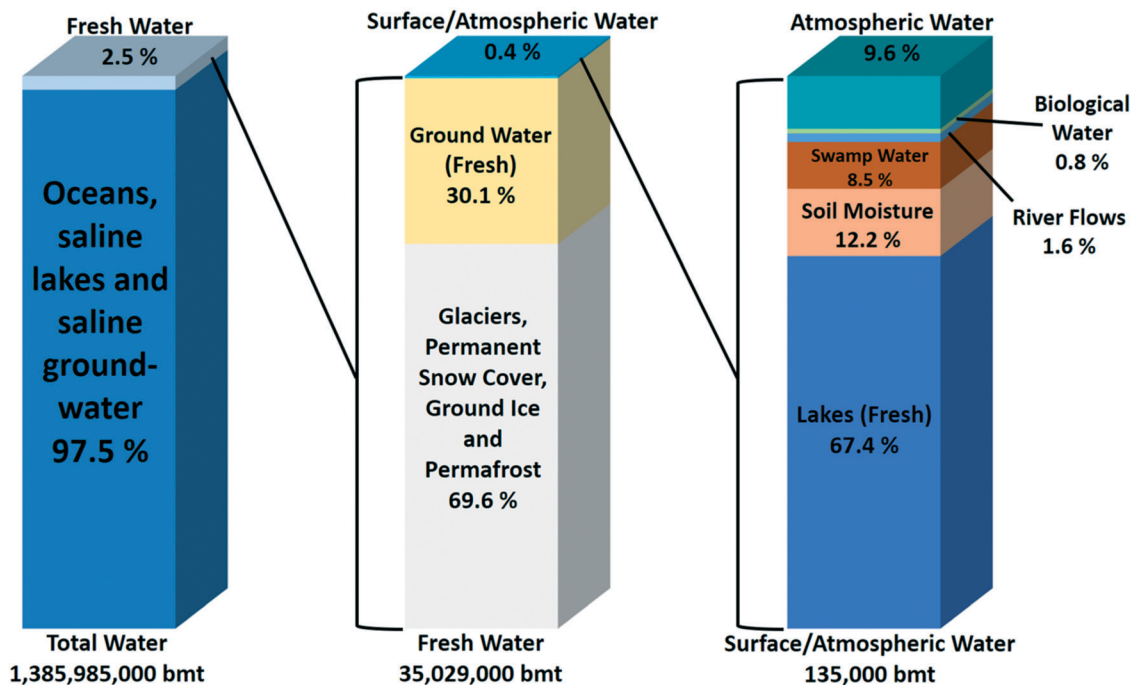 Fresh Water
2.5 %
Oceans,
saline
lakes and
saline
ground-
water
97.5 %
Total Water
1,385,985,000 bmt
Surface/Atmospheric Water
0.4 %
Ground Water
(Fresh)
30.1 %
Glaciers,
Permanent
Snow Cover,
Ground Ice
and
Permafrost
69.6 %
Fresh Water
35,029,000 bmt
Atmospheric Water
9.6 %
Biological
Water
0.8 %
River Flows
1.6 %
Swamp Water
8.5 %
Soil Moisture
12.2 %
Lakes (Fresh)
67.4 %
Surface/Atmospheric Water
135,000 bmt